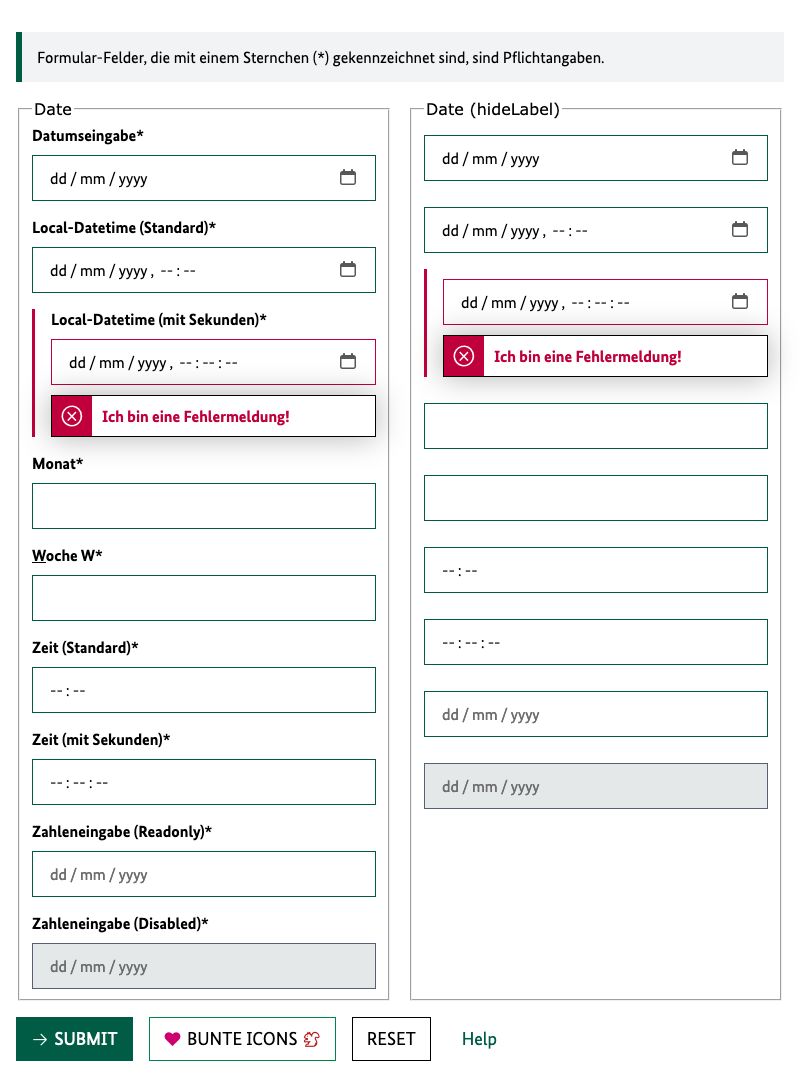 Formular-Felder, die mit einem Sternchen (*) gekennzeichnet sind, sind Pflichtangaben.
Date
Datumseingabe*
dd / mm / yyyy
Local-Datetime (Standard)*
dd / mm / yyyy , -- : --
Local-Datetime (mit Sekunden)*
dd / mm / yyyy , -- : -- : --
Ich bin eine Fehlermeldung!
Monat*
Woche W*
Zeit (Standard)*
-- : --
Zeit (mit Sekunden)*
-- : -- : --
Zahleneingabe (Readonly)*
dd / mm / yyyy
Zahleneingabe (Disabled)*
dd / mm / yyyy
Date (hideLabel)
dd / mm / yyyy
dd / mm / yyyy , -- : --
dd / mm / yyyy , -- : -- : --
Ich bin eine Fehlermeldung!
-- : --
-- : -- : --
dd / mm / yyyy
dd / mm / yyyy
SUBMIT
BUNTE ICONS
RESET
Help